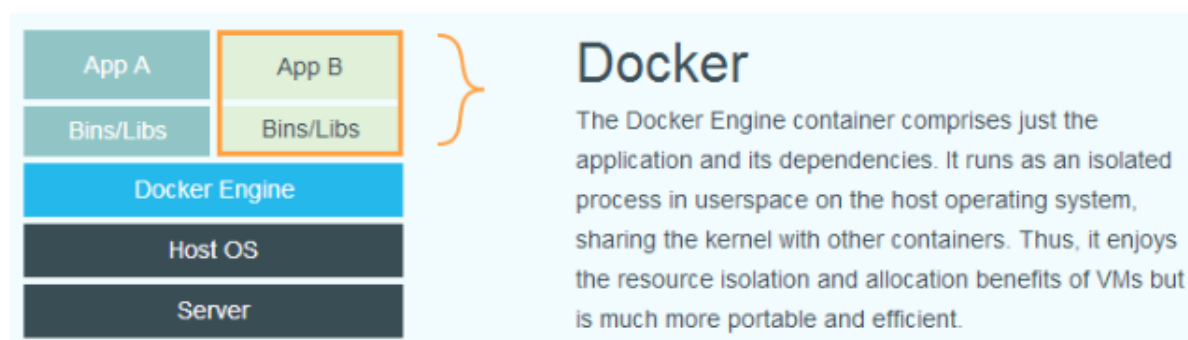 App A
App B
Bins/Libs
Bins/Libs
Docker Engine
Host OS
Server
Docker
The Docker Engine container comprises just the
application and its dependencies. It runs as an isolated
process in userspace on the host operating system,
sharing the kernel with other containers. Thus, it enjoys
the resource isolation and allocation benefits of VMs but
is much more portable and efficient.